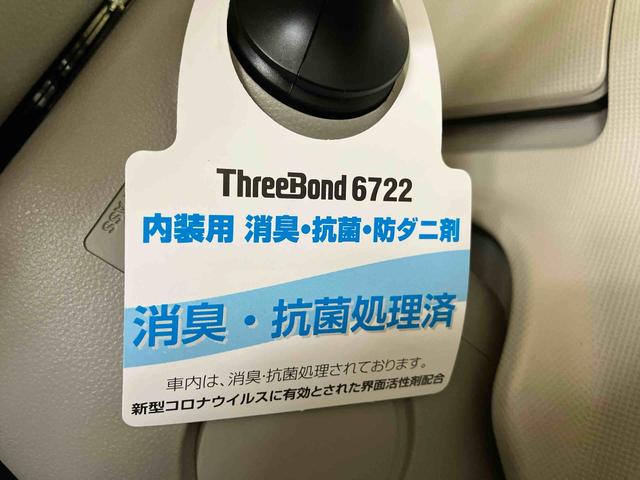 ThreeBond 6722
内装用 消臭・抗菌・防ダニ剤
消臭・抗菌処理済
車内は、消臭・抗菌処理されております。
新型コロナウイルスに有効とされた界面活性剤配合